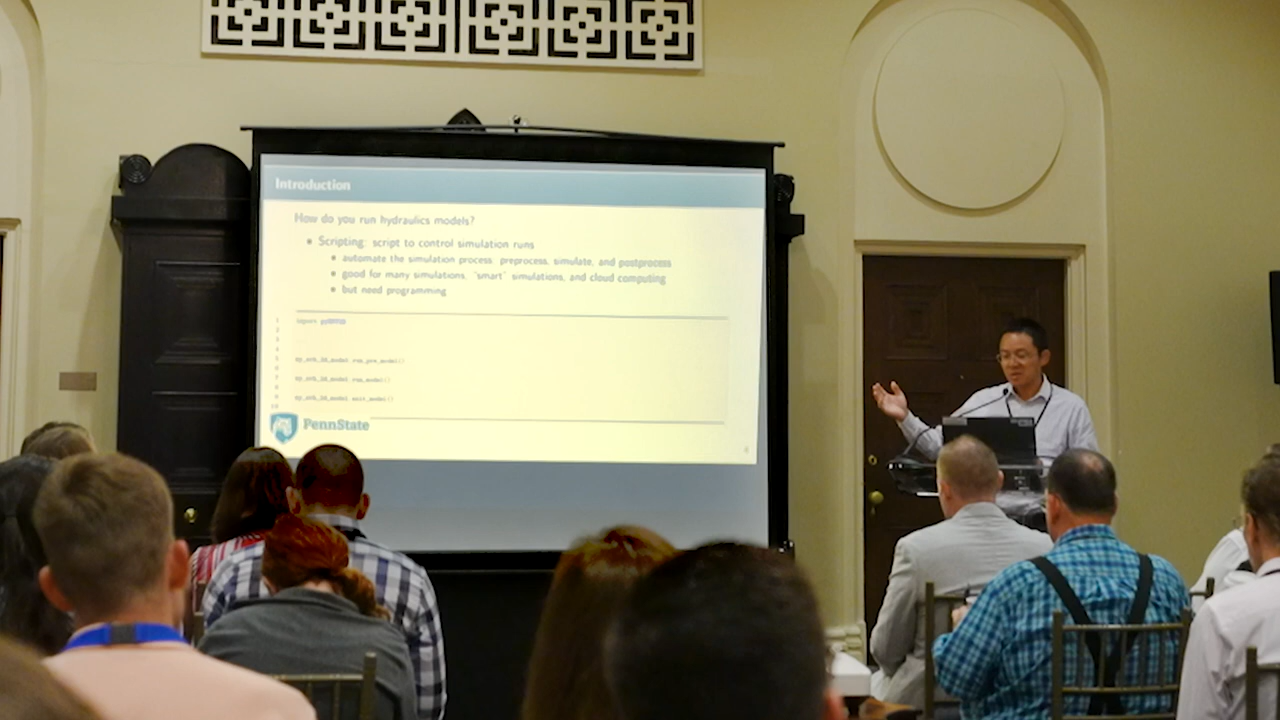 Introduction
How do you run hydraulics models?
Scripting: script to control simulation runs
automate the simulation process: preprocess, simulate, and postprocess
good for many simulations, "smart" simulations, and cloud computing
but need programming
import
PennState